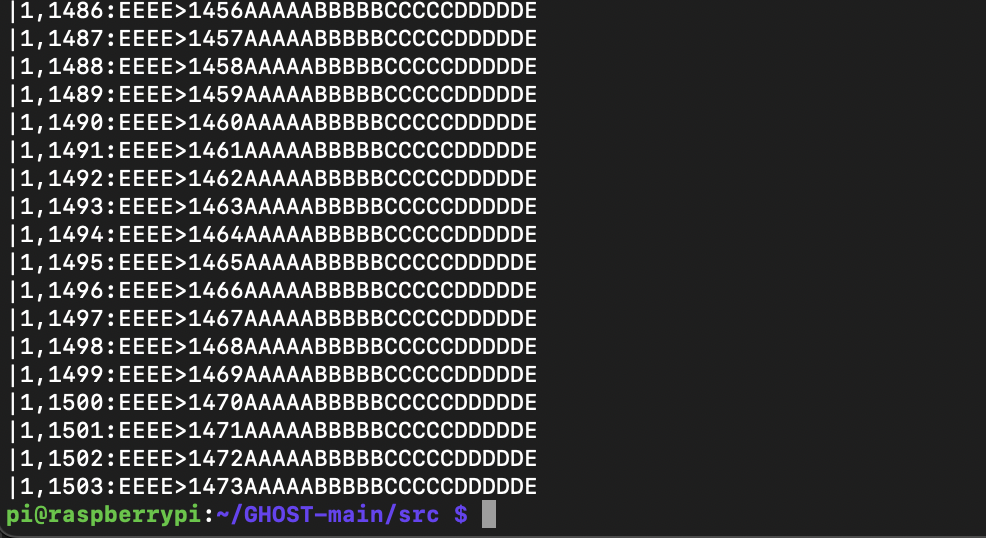 |1,1486:EEEE>1456AAAAABBBBBCCCCCDDDDDE
|1,1487:EEEE>1457AAAAABBBBBCCCCCDDDDDE
|1,1488:EEEE>1458AAAAABBBBBCCCCCDDDDDE
|1,1489:EEEE>1459AAAAABBBBBCCCCCDDDDDE
|1,1490:EEEE>1460AAAAABBBBBCCCCCDDDDDE
|1,1491:EEEE>1461AAAAABBBBBCCCCCDDDDDE
|1,1492:EEEE>1462AAAAABBBBBCCCCCDDDDDE
|1,1493:EEEE>1463AAAAABBBBBCCCCCDDDDDE
|1,1494:EEEE>1464AAAAABBBBBCCCCCDDDDDE
|1,1495:EEEE>1465AAAAABBBBBCCCCCDDDDDE
|1,1496:EEEE>1466AAAAABBBBBCCCCCDDDDDE
|1,1497:EEEE>1467AAAAABBBBBCCCCCDDDDDE
|1,1498:EEEE>1468AAAAABBBBBCCCCCDDDDDE
|1,1499:EEEE>1469AAAAABBBBBCCCCCDDDDDE
|1,1500:EEEE>1470AAAAABBBBBCCCCCDDDDDE
|1,1501:EEEE>1471AAAAABBBBBCCCCCDDDDDE
|1,1502:EEEE>1472AAAAABBBBBCCCCCDDDDDE
|1,1503:EEEE>1473AAAAABBBBBCCCCCDDDDDE
pi@raspberrypi:~/GHOST-main/src $